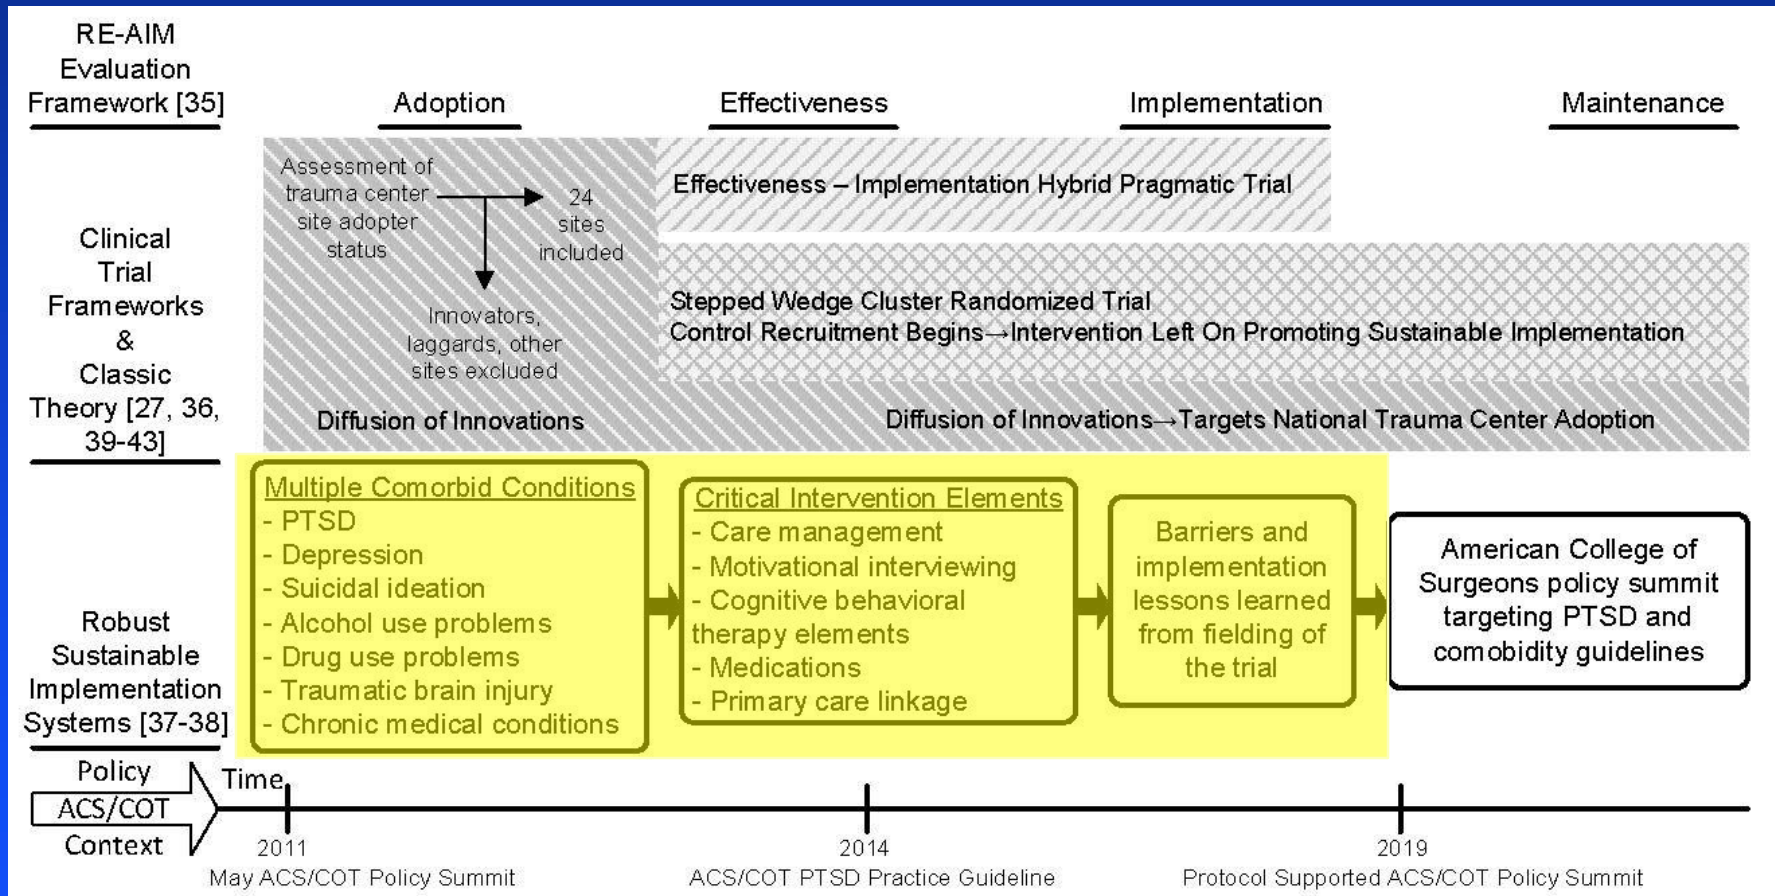 RE-AIM
Evaluation
Framework [35]
Adoption
Effectiveness
Implementation
Maintenance
Clinical
Trial
Frameworks
&
Classic
Theory [27, 36,
39-43]
Assessment of
trauma center
site adopter
status
24
sites
included
Innovators,
laggards, other
sites excluded
Diffusion of Innovations
Effectiveness – Implementation Hybrid Pragmatic Trial
Stepped Wedge Cluster Randomized Trial
Control Recruitment Begins→Intervention Left On Promoting Sustainable Implementation
Diffusion of Innovations→Targets National Trauma Center Adoption
Robust
Sustainable
Implementation
Systems [37-38]
Multiple Comorbid Conditions
- PTSD
- Depression
- Suicidal ideation
- Alcohol use problems
- Drug use problems
- Traumatic brain injury
- Chronic medical conditions
Critical Intervention Elements
- Care management
- Motivational interviewing
- Cognitive behavioral
therapy elements
- Medications
- Primary care linkage
Barriers and
implementation
lessons learned
from fielding of
the trial
American College of
Surgeons policy summit
targeting PTSD and
comobidity guidelines
Policy
ACS/COT
Context
Time
2011
May ACS/COT Policy Summit
2014
ACS/COT PTSD Practice Guideline
2019
Protocol Supported ACS/COT Policy Summit